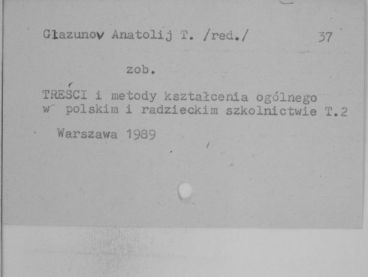 Glazunov Anatolij T. /red./ 37
zob.
TREŚCI i metody kształcenia ogólnego
w polskim i radzieckim szkolnictwie T.2
Warszawa 1989